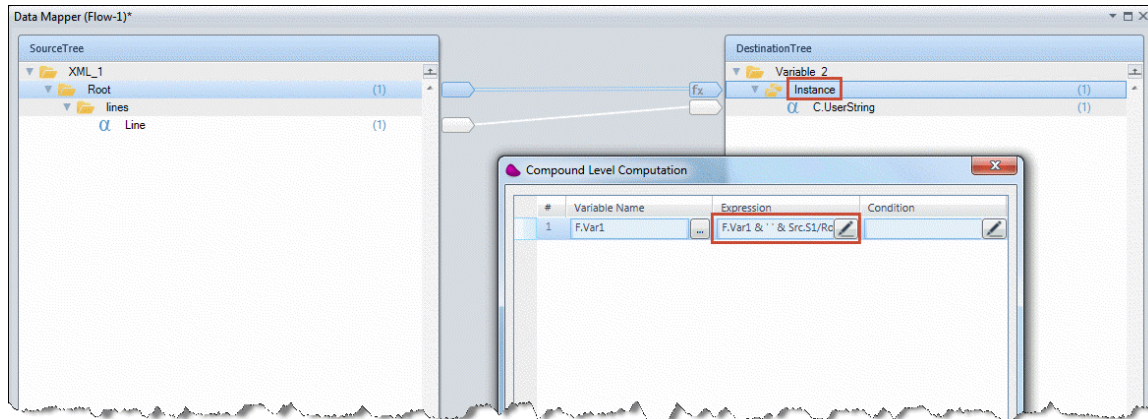 Data Mapper (Flow-1)*
SourceTree
XML_1
Root (1)
lines
α Line (1)
fx
DestinationTree
Variable_2
Instance (1)
α C.UserString (1)
Compound Level Computation
# Variable Name Expression Condition
1 F.Var1 ... F.Var1 & ' ' & Src.S1/Ro